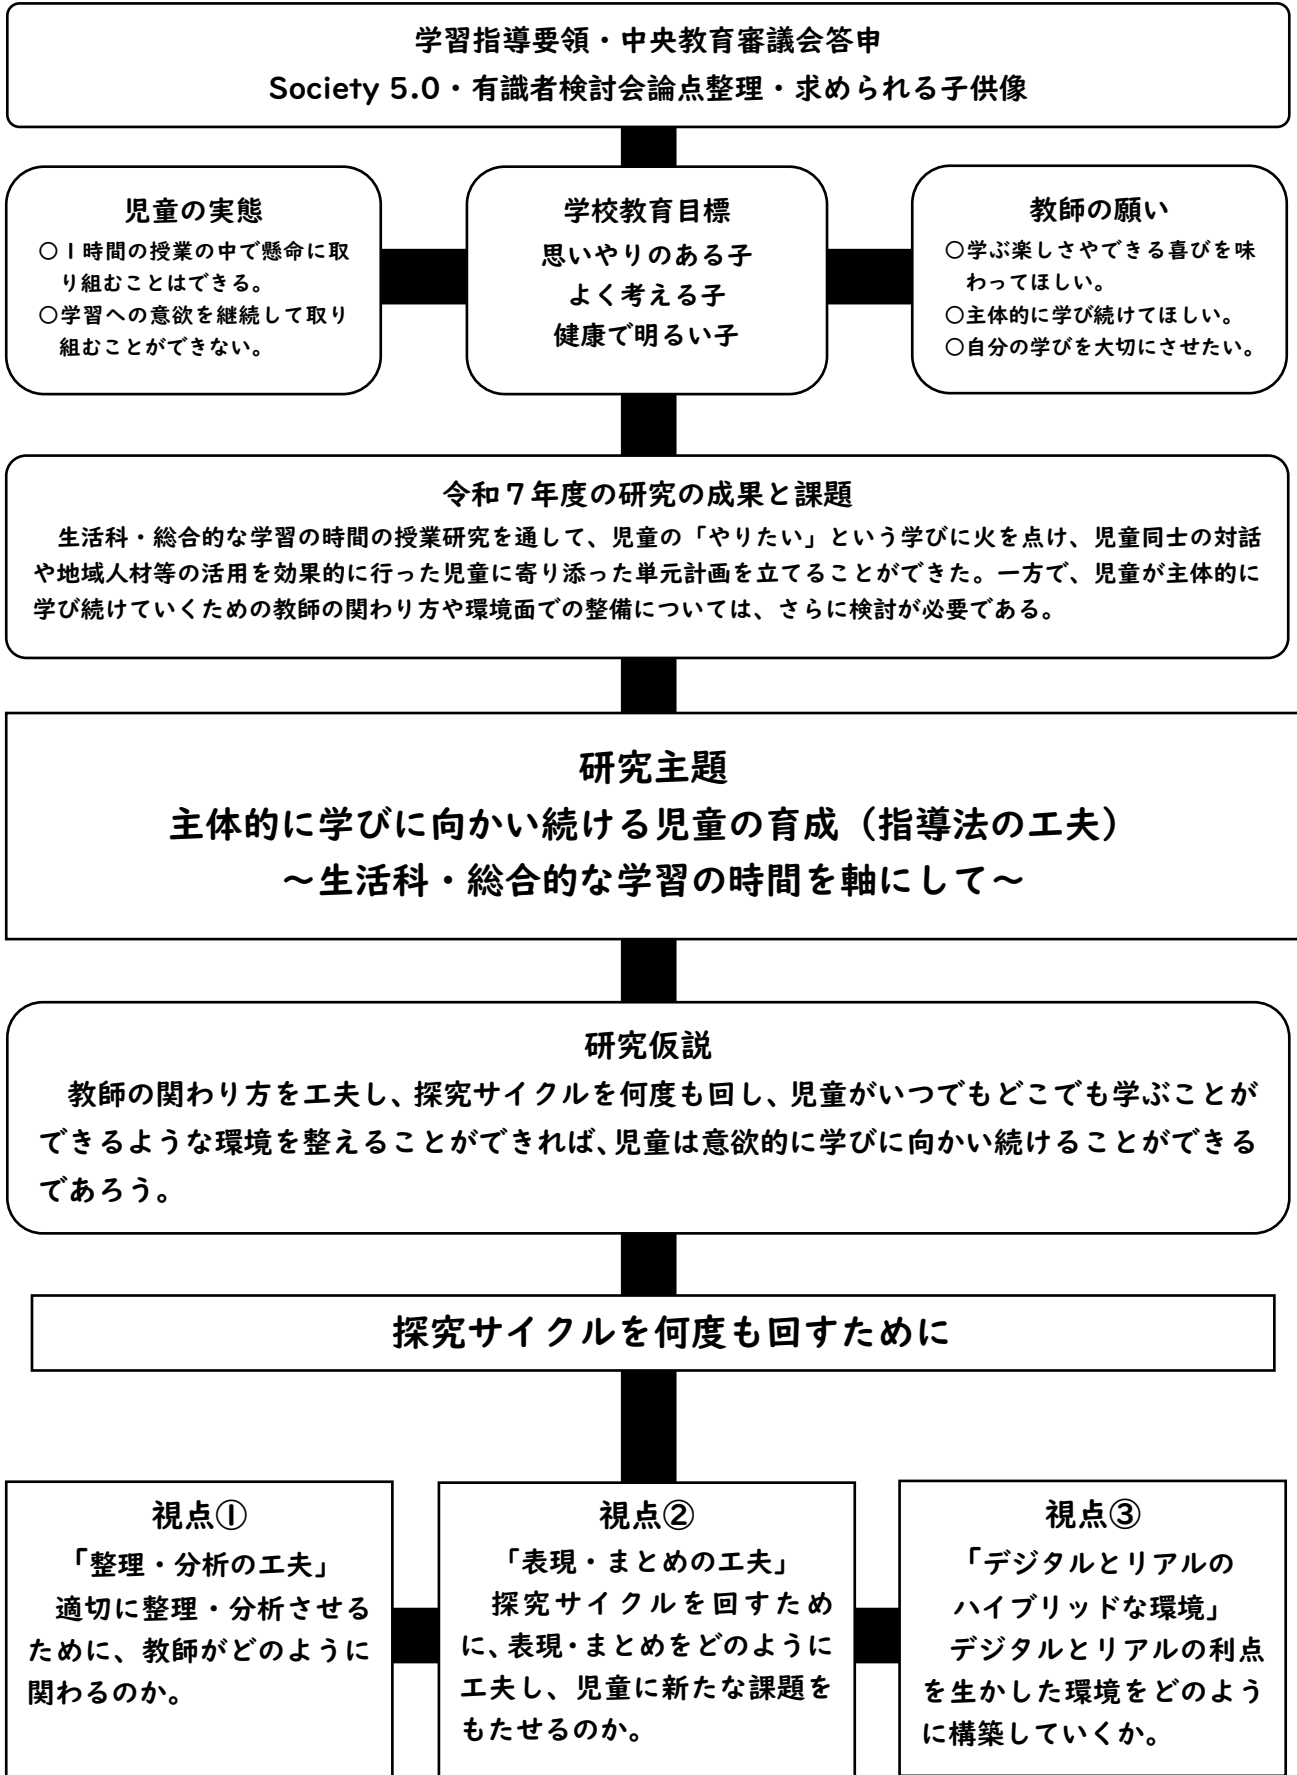 学習指導要領・中央教育審議会答申
Society 5.0・有識者検討会論点整理・求められる子供像
児童の実態
〇1時間の授業の中で懸命に取
り組むことはできる。
〇学習への意欲を継続して取り
組むことができない。
学校教育目標
思いやりのある子
よく考える子
健康で明るい子
教師の願い
〇学ぶ楽しさやできる喜びを味
わってほしい。
〇主体的に学び続けてほしい。
〇自分の学びを大切にさせたい。
令和7年度の研究の成果と課題
生活科・総合的な学習の時間の授業研究を通して、児童の「やりたい」という学びに火を点け、児童同士の対話
や地域人材等の活用を効果的に行った児童に寄り添った単元計画を立てることができた。一方で、児童が主体的に
学び続けていくための教師の関わり方や環境面での整備については、さらに検討が必要である。
研究主題
主体的に学びに向かい続ける児童の育成（指導法の工夫）
～生活科・総合的な学習の時間を軸にして～
研究仮説
教師の関わり方を工夫し、探究サイクルを何度も回し、児童がいつでもどこでも学ぶことが
できるような環境を整えることができれば、児童は意欲的に学びに向かい続けることができる
であろう。
探究サイクルを何度も回すために
視点①
「整理・分析の工夫」
適切に整理・分析させる
ために、教師がどのように
関わるのか。
視点②
「表現・まとめの工夫」
探究サイクルを回すため
に、表現・まとめをどのように
工夫し、児童に新たな課題を
もたせるのか。
視点③
「デジタルとリアルの
ハイブリッドな環境」
デジタルとリアルの利点
を生かした環境をどのよう
に構築していくか。